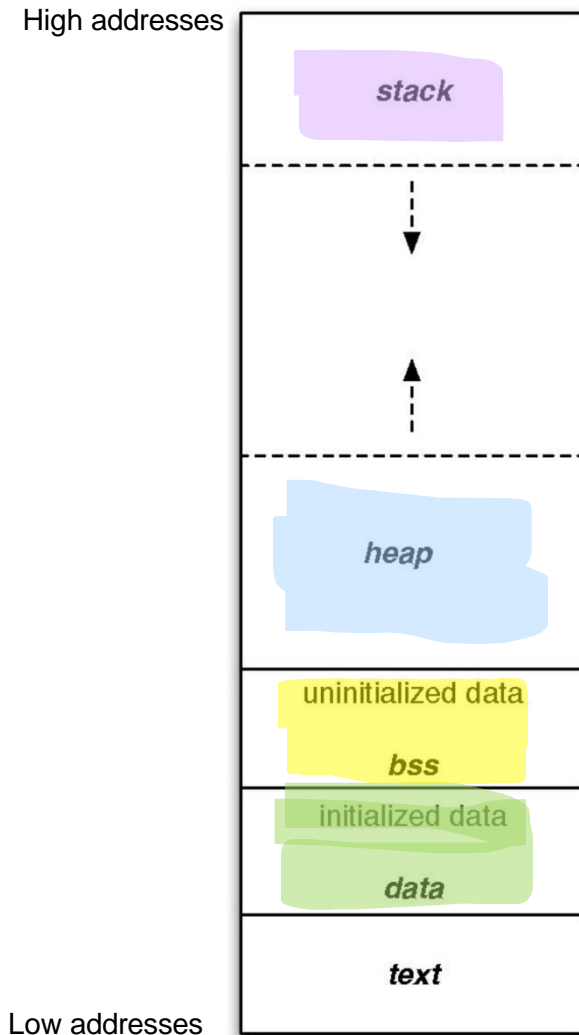 High addresses
stack
heap
uninitialized data
bss
initialized data
data
text
Low addresses